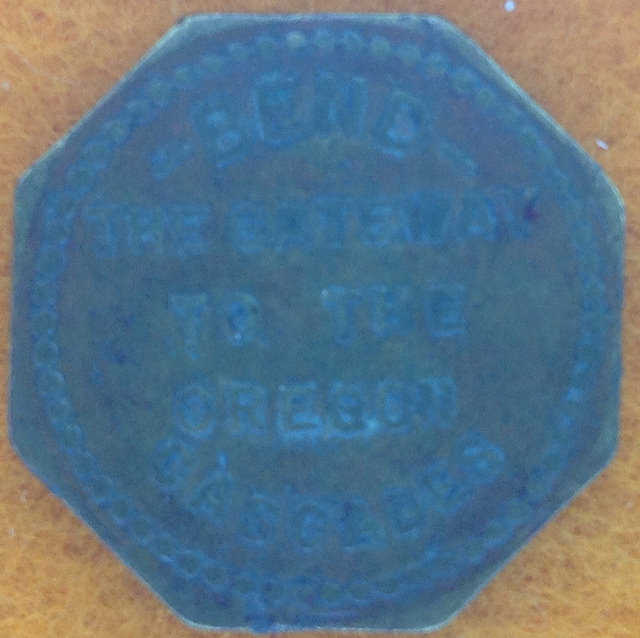 -BEND-
THE GATEWAY
TO THE
OREGON
CASCADES